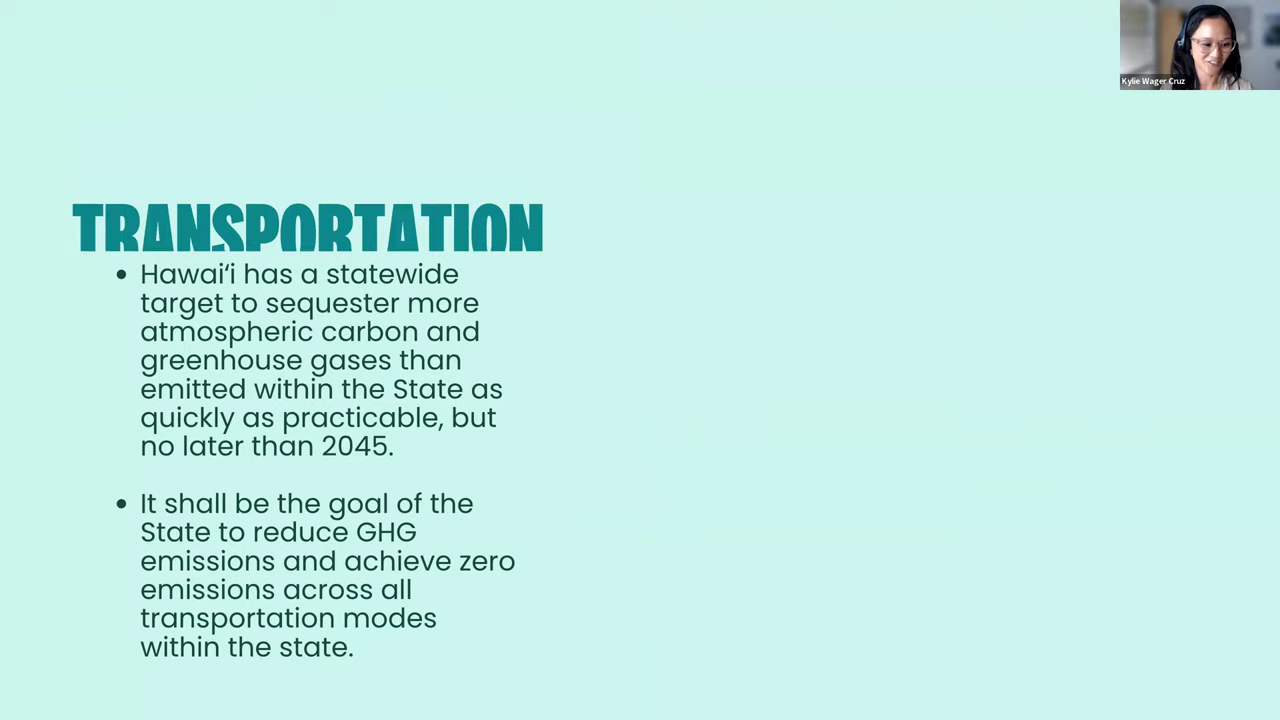 Kylie Wager Cruz
TRANSPORTATION
• Hawai‘i has a statewide
target to sequester more
atmospheric carbon and
greenhouse gases than
emitted within the State as
quickly as practicable, but
no later than 2045.
• It shall be the goal of the
State to reduce GHG
emissions and achieve zero
emissions across all
transportation modes
within the state.